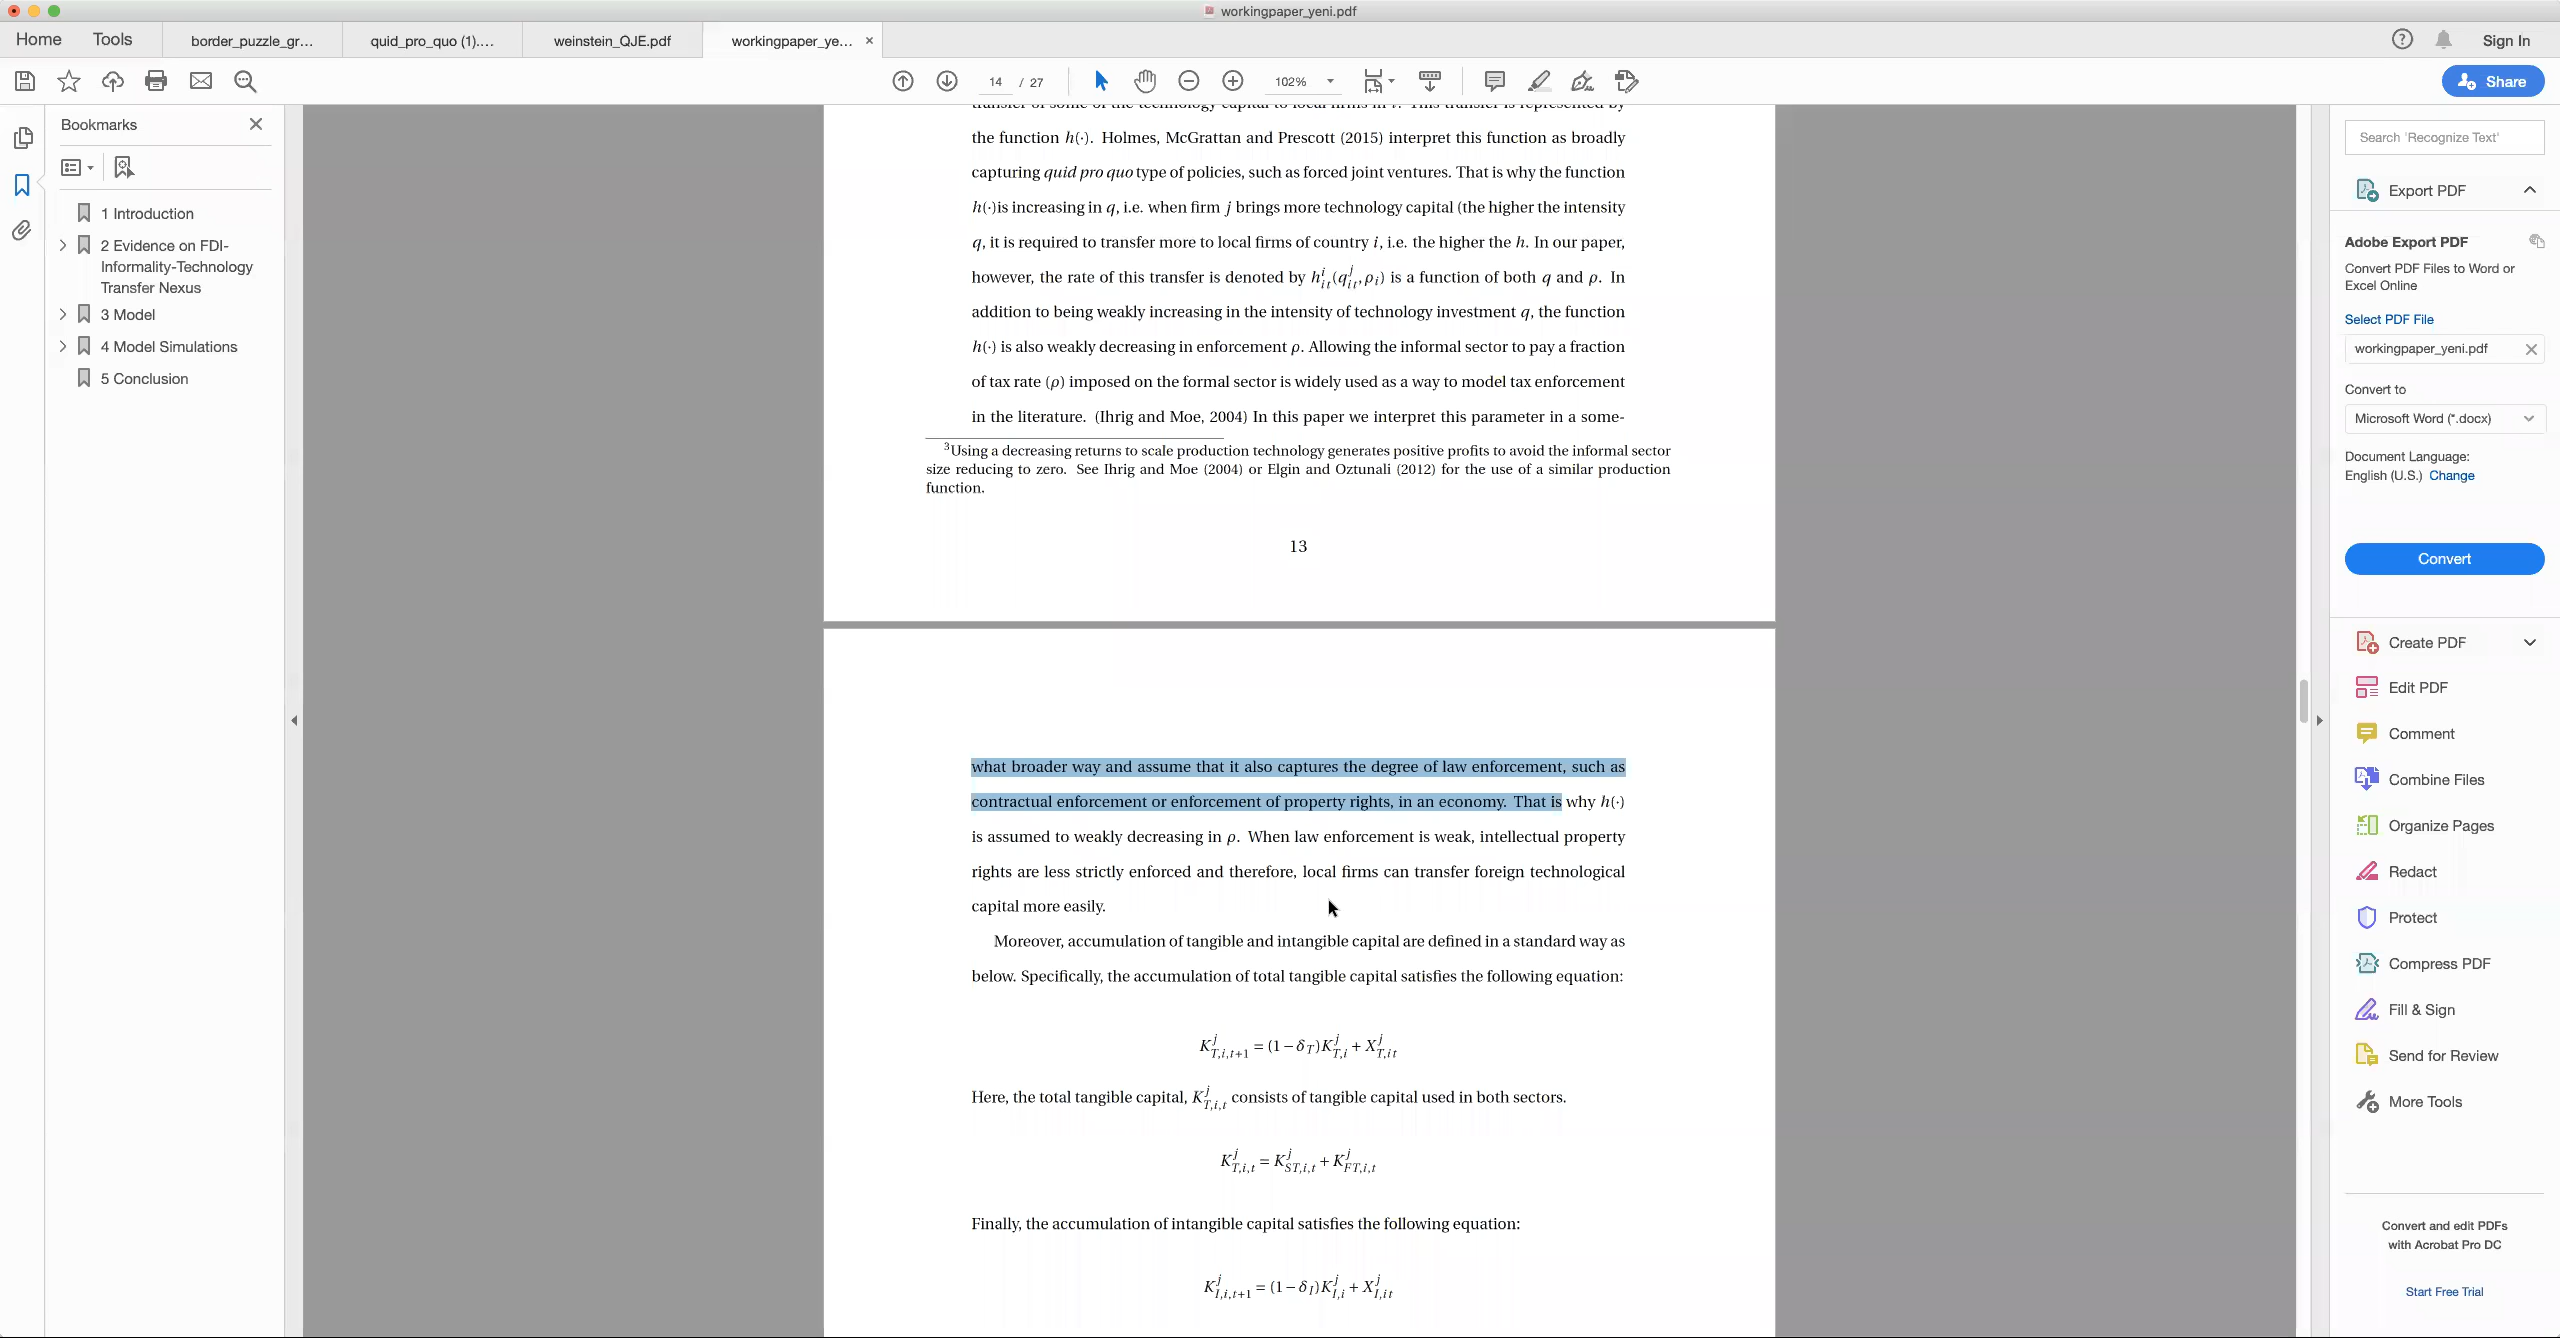 workingpaper_yeni.pdf
Home
Tools
border_puzzle_gr...
quid_pro_quo (1)....
weinstein_QJE.pdf
workingpaper_ye... ×
Sign In
14 / 27
102%
Share
Bookmarks
1 Introduction
2 Evidence on FDI-
Informality-Technology
Transfer Nexus
3 Model
4 Model Simulations
5 Conclusion
transfer of some of the technology capital to local firms in i. This transfer is represented by
the function h(·). Holmes, McGrattan and Prescott (2015) interpret this function as broadly
capturing quid pro quo type of policies, such as forced joint ventures. That is why the function
h(·)is increasing in q, i.e. when firm j brings more technology capital (the higher the intensity
q, it is required to transfer more to local firms of country i, i.e. the higher the h. In our paper,
however, the rate of this transfer is denoted by h^i_{it}(q^j_{it}, ρ_i) is a function of both q and ρ. In
addition to being weakly increasing in the intensity of technology investment q, the function
h(·) is also weakly decreasing in enforcement ρ. Allowing the informal sector to pay a fraction
of tax rate (ρ) imposed on the formal sector is widely used as a way to model tax enforcement
in the literature. (Ihrig and Moe, 2004) In this paper we interpret this parameter in a some-
³Using a decreasing returns to scale production technology generates positive profits to avoid the informal sector
size reducing to zero. See Ihrig and Moe (2004) or Elgin and Oztunali (2012) for the use of a similar production
function.
13
what broader way and assume that it also captures the degree of law enforcement, such as
contractual enforcement or enforcement of property rights, in an economy. That is why h(·)
is assumed to weakly decreasing in ρ. When law enforcement is weak, intellectual property
rights are less strictly enforced and therefore, local firms can transfer foreign technological
capital more easily.
Moreover, accumulation of tangible and intangible capital are defined in a standard way as
below. Specifically, the accumulation of total tangible capital satisfies the following equation:
K^j_{T,i,t+1} = (1 − δ_T)K^j_{T,i} + X^j_{T,it}
Here, the total tangible capital, K^j_{T,i,t} consists of tangible capital used in both sectors.
K^j_{T,i,t} = K^j_{ST,i,t} + K^j_{FT,i,t}
Finally, the accumulation of intangible capital satisfies the following equation:
K^j_{I,i,t+1} = (1 − δ_I)K^j_{I,i} + X^j_{I,it}
Search 'Recognize Text'
Export PDF
Adobe Export PDF
Convert PDF Files to Word or
Excel Online
Select PDF File
workingpaper_yeni.pdf
Convert to
Microsoft Word (*.docx)
Document Language:
English (U.S.) Change
Convert
Create PDF
Edit PDF
Comment
Combine Files
Organize Pages
Redact
Protect
Compress PDF
Fill & Sign
Send for Review
More Tools
Convert and edit PDFs
with Acrobat Pro DC
Start Free Trial